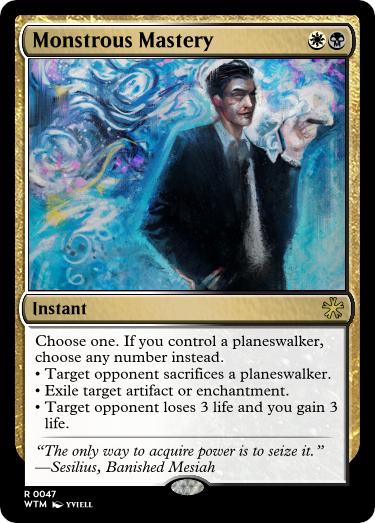 Monstrous Mastery
Instant
Choose one. If you control a planeswalker,
choose any number instead.
• Target opponent sacrifices a planeswalker.
• Exile target artifact or enchantment.
• Target opponent loses 3 life and you gain 3
life.
“The only way to acquire power is to seize it.”
—Sesilius, Banished Mesiah
R 0047
WTM YVIELL